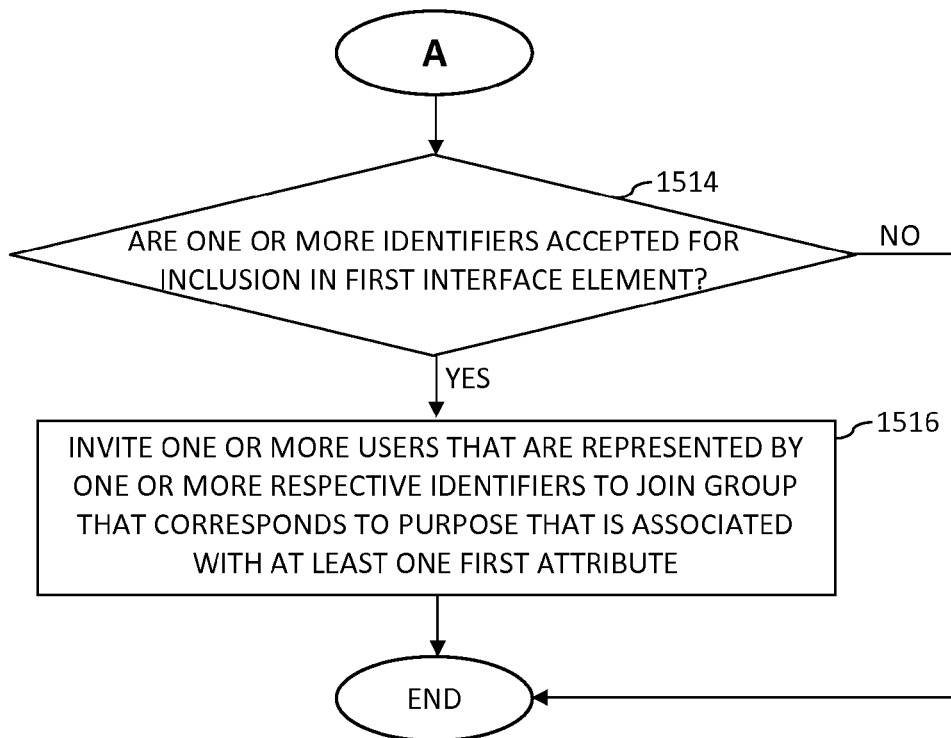 A
1514
ARE ONE OR MORE IDENTIFIERS ACCEPTED FOR
INCLUSION IN FIRST INTERFACE ELEMENT?
NO
YES
1516
INVITE ONE OR MORE USERS THAT ARE REPRESENTED BY
ONE OR MORE RESPECTIVE IDENTIFIERS TO JOIN GROUP
THAT CORRESPONDS TO PURPOSE THAT IS ASSOCIATED
WITH AT LEAST ONE FIRST ATTRIBUTE
END